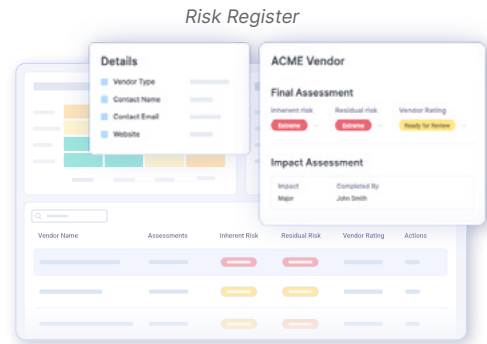 Risk Register
Details
Vendor Type
Contact Name
Contact Email
Website
ACME Vendor
Final Assessment
Inherent risk Residual risk Vendor Rating
Extreme Extreme Ready for Review
Impact Assessment
Impact Completed By
Major John Smith
Vendor Name Assessments Inherent Risk Residual Risk Vendor Rating Actions